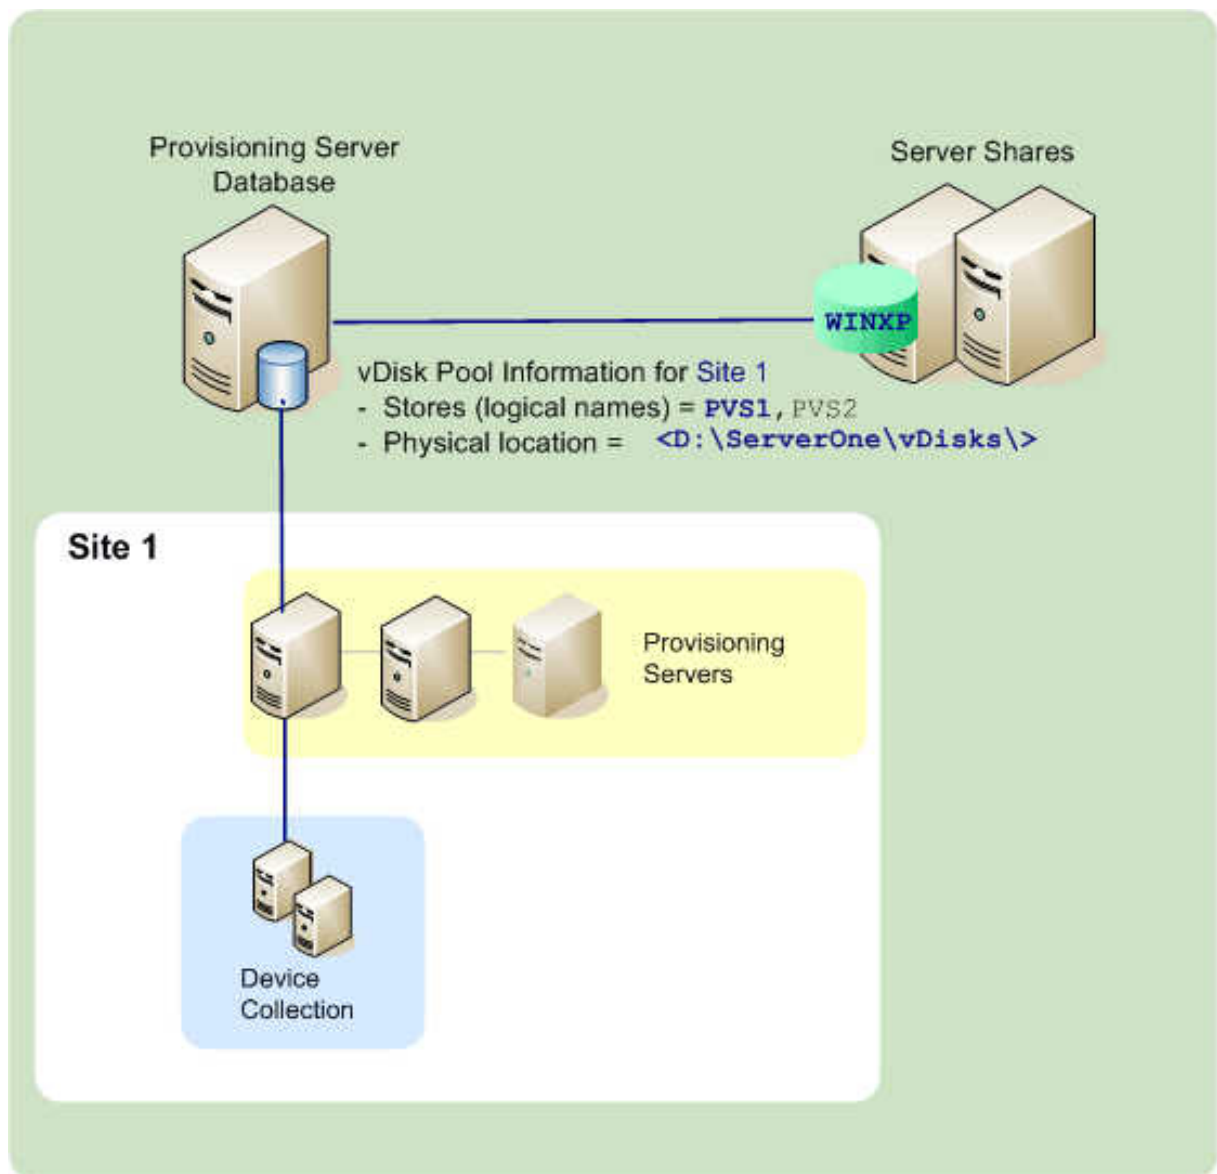 Provisioning Server
Database
Server Shares
WINXP
vDisk Pool Information for Site 1
- Stores (logical names) = PVS1, PVS2
- Physical location = <D:\ServerOne\vDisks\>
Site 1
Provisioning
Servers
Device
Collection